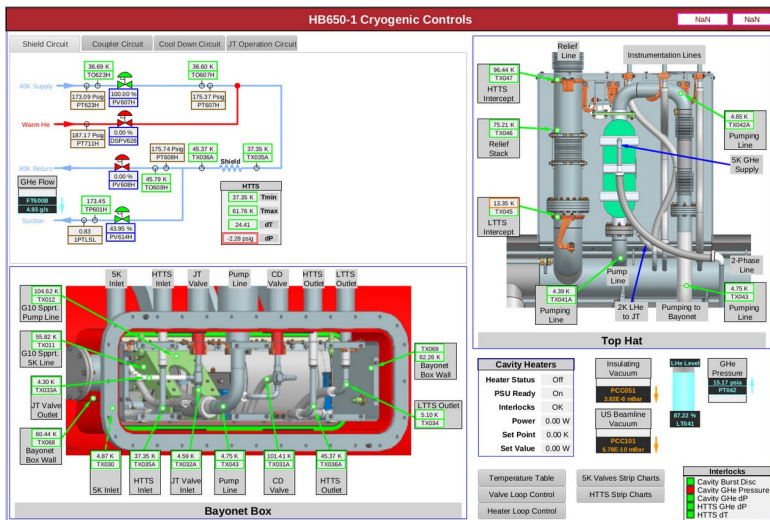 HB650-1 Cryogenic Controls
NaN
NaN
Shield Circuit
Coupler Circuit
Cool Down Circuit
JT Operation Circuit
36.69 K
TO623H
36.60 K
TO607H
40K Supply
173.09 Psig
PT623H
100.00 %
PV607H
175.37 Psig
PT607H
Warm He
187.17 Psig
PT711H
0.00 %
DSPV628
175.74 Psig
PT608H
45.37 K
TX036A
37.35 K
TX035A
Shield
80K Return
0.00 %
PV608H
45.79 K
TO608H
GHe Flow
FT600B
4.93 g/s
173.45
TP601H
Suction
0.83
1PTLSL
43.95 %
PV614H
HTTS
37.35 K Tmin
61.76 K Tmax
24.41 dT
-2.28 psig dP
Relief
Line
Instrumentation Lines
96.44 K
TX047
HTTS
Intercept
4.65 K
TX042A
Pumping
Line
75.21 K
TX046
Relief
Stack
5K GHe
Supply
13.35 K
TX045
LTTS
Intercept
2-Phase
Line
4.39 K
TX041A
Pumping
Line
Pump
Line
2K LHe
to JT
Pumping to
Bayonet
4.75 K
TX043
Pumping
Line
Top Hat
5K
Inlet
HTTS
Inlet
JT
Valve
Pump
Line
CD
Valve
HTTS
Outlet
LTTS
Outlet
104.62 K
TX012
G10 Spprt.
Pump Line
55.82 K
TX011
G10 Spprt.
5K Line
4.30 K
TX033A
JT Valve
Outlet
60.44 K
TX068
Bayonet
Box Wall
TX069
62.26 K
Bayonet
Box Wall
LTTS Outlet
5.10 K
TX034
4.87 K
TX030
5K Inlet
37.35 K
TX035A
HTTS
Inlet
4.59 K
TX032A
JT Valve
Inlet
4.75 K
TX043
Pump
Line
101.41 K
TX031A
CD
Valve
45.37 K
TX036A
HTTS
Outlet
Bayonet Box
Cavity Heaters
Heater Status Off
PSU Ready On
Interlocks OK
Power 0.00 W
Set Point 0.00 K
Set Value 0.00 W
Insulating
Vacuum
PCC051
3.82E-6 mBar
US Beamline
Vacuum
PCC101
6.78E-10 mBar
LHe Level
87.22 %
LT041
GHe
Pressure
15.17 psia
PT042
Temperature Table
5K Valves Strip Charts
Valve Loop Control
HTTS Strip Charts
Heater Loop Control
Interlocks
Cavity Burst Disc
Cavity GHe Pressure
Cavity GHe dP
HTTS GHe dP
HTTS dT